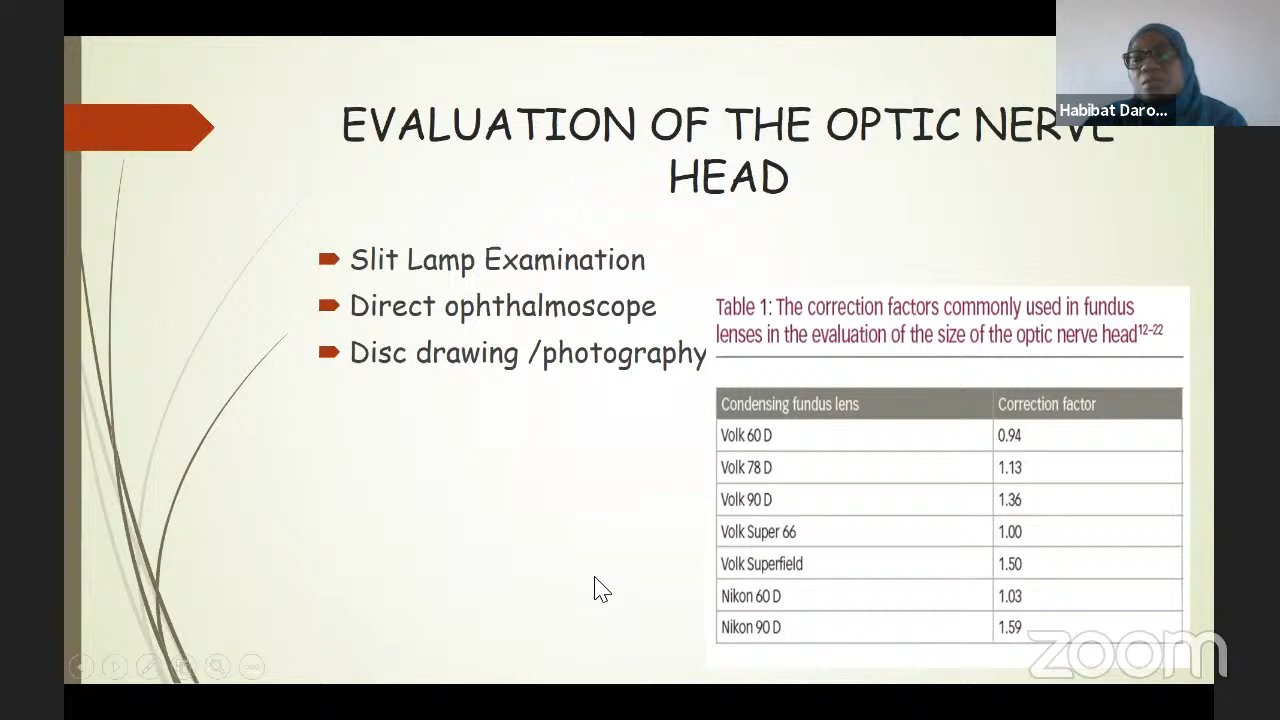 Habibat Daro...
EVALUATION OF THE OPTIC NERVE
HEAD
Slit Lamp Examination
Direct ophthalmoscope
Disc drawing /photography
Table 1: The correction factors commonly used in fundus
lenses in the evaluation of the size of the optic nerve head12–22
Condensing fundus lens Correction factor
Volk 60 D 0.94
Volk 78 D 1.13
Volk 90 D 1.36
Volk Super 66 1.00
Volk Superfield 1.50
Nikon 60 D 1.03
Nikon 90 D 1.59
zoom